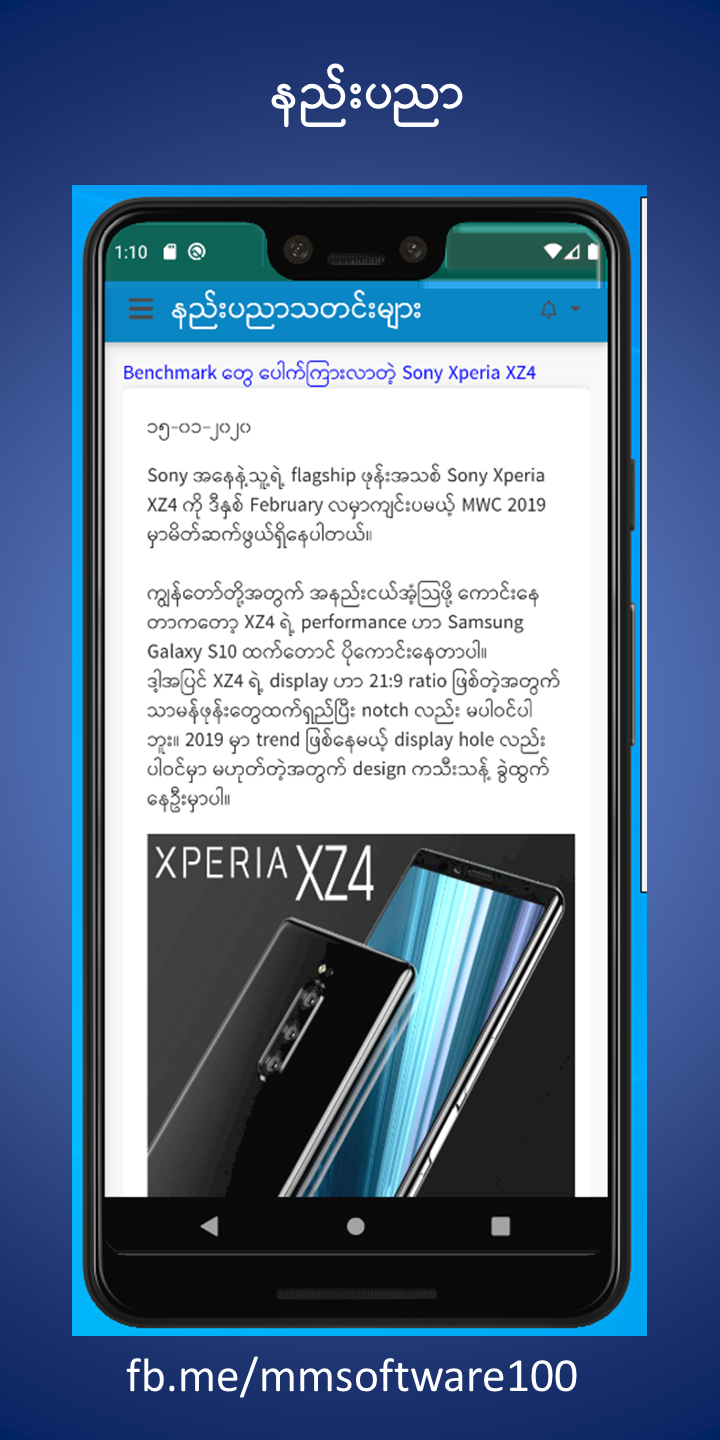 နည်းပညာ
1:10
နည်းပညာသတင်းများ
Benchmark တွေ ပေါက်ကြားလာတဲ့ Sony Xperia XZ4
၁၅-၀၁-၂၀၂၀
Sony အနေနဲ့သူ့ရဲ့ flagship ဖုန်းအသစ် Sony Xperia
XZ4 ကို ဒီနှစ် February လမှာကျင်းပမယ့် MWC 2019
မှာမိတ်ဆက်ဖွယ်ရှိနေပါတယ်။
ကျွန်တော်တို့အတွက် အနည်းငယ်အံ့ဩဖို့ ကောင်းနေ
တာကတော့ XZ4 ရဲ့ performance ဟာ Samsung
Galaxy S10 ထက်တောင် ပိုကောင်းနေတာပါ။
ဒါ့အပြင် XZ4 ရဲ့ display ဟာ 21:9 ratio ဖြစ်တဲ့အတွက်
သာမန်ဖုန်းတွေထက်ရှည်ပြီး notch လည်း မပါဝင်ပါ
ဘူး။ 2019 မှာ trend ဖြစ်နေမယ့် display hole လည်း
ပါဝင်မှာ မဟုတ်တဲ့အတွက် design ကသီးသန့် ခွဲထွက်
နေဦးမှာပါ။
XPERIA XZ4
fb.me/mmsoftware100